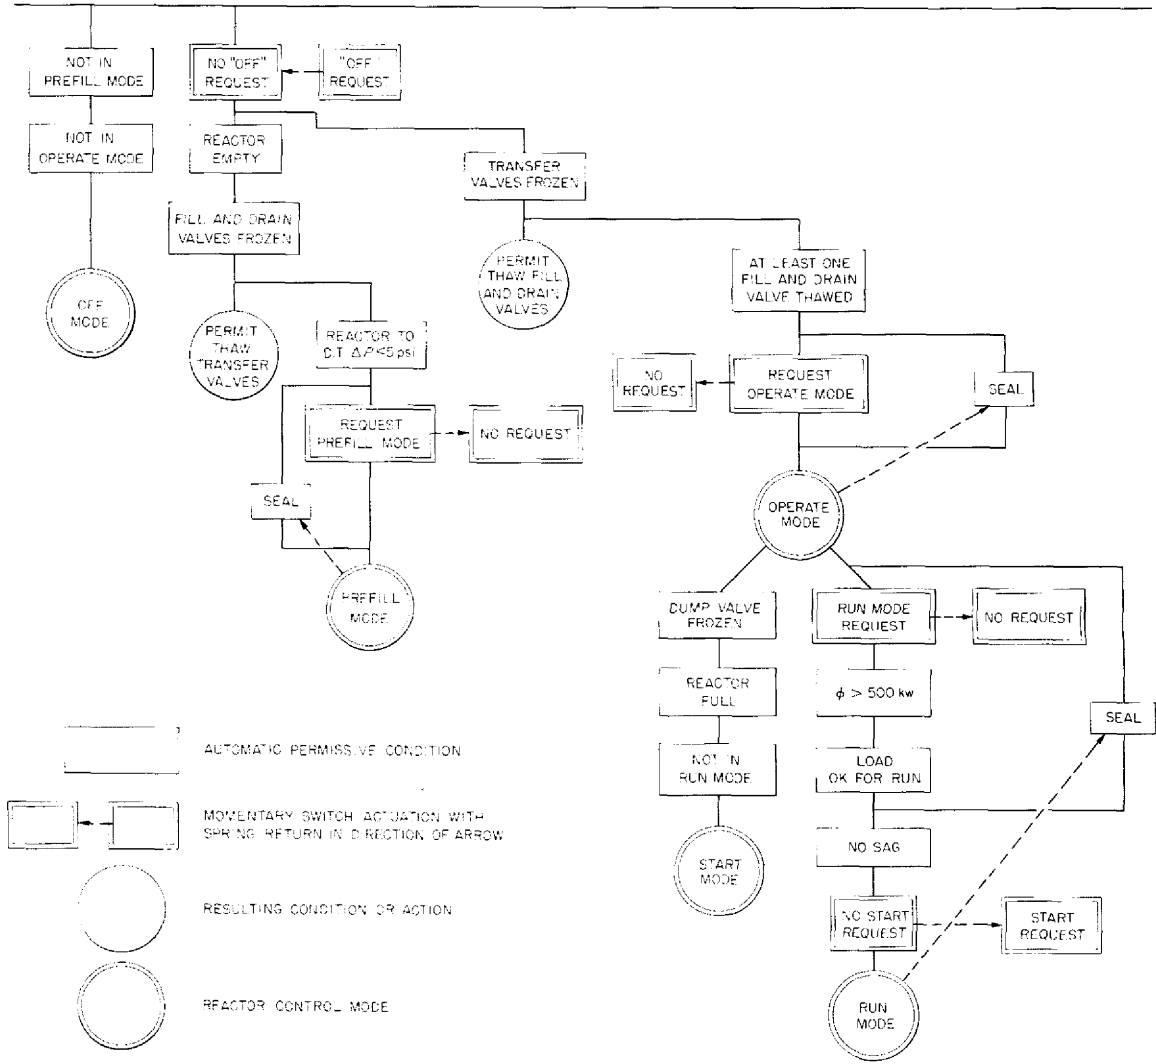 NOT IN
PREFILL MODE
NO "OFF"
REQUEST
"OFF"
REQUEST
NOT IN
OPERATE MODE
REACTOR
EMPTY
TRANSFER
VALVES FROZEN
FILL AND DRAIN
VALVES FROZEN
OFF
MODE
PERMIT
THAW
TRANSFER
VALVES
REACTOR TO
D.T. ΔP<5 psi
PERMIT
THAW FILL
AND DRAIN
VALVES
AT LEAST ONE
FILL AND DRAIN
VALVE THAWED
NO
REQUEST
REQUEST
OPERATE MODE
SEAL
REQUEST
PREFILL MODE
NO REQUEST
SEAL
OPERATE
MODE
PREFILL
MODE
DUMP VALVE
FROZEN
RUN MODE
REQUEST
NO REQUEST
REACTOR
FULL
φ > 500 kw
SEAL
NOT IN
RUN MODE
LOAD
OK FOR RUN
START
MODE
NO SAG
NO START
REQUEST
START
REQUEST
RUN
MODE
AUTOMATIC PERMISSIVE CONDITION
MOMENTARY SWITCH ACTUATION WITH
SPRING RETURN IN DIRECTION OF ARROW
RESULTING CONDITION OR ACTION
REACTOR CONTROL MODE